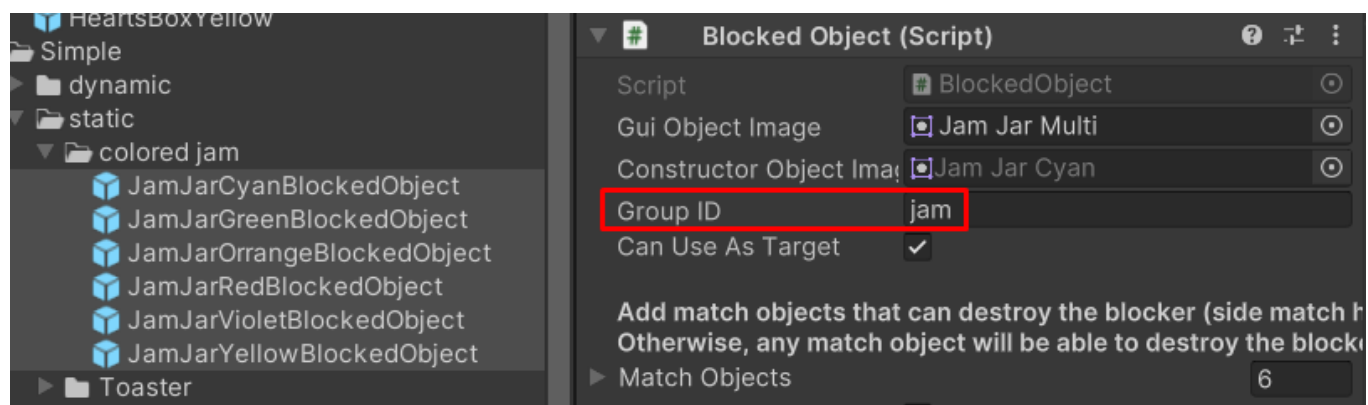 HeartsBoxYellow
Simple
dynamic
static
colored jam
JamJarCyanBlockedObject
JamJarGreenBlockedObject
JamJarOrrangeBlockedObject
JamJarRedBlockedObject
JamJarVioletBlockedObject
JamJarYellowBlockedObject
Toaster
# Blocked Object (Script)
Script # BlockedObject
Gui Object Image Jam Jar Multi
Constructor Object Imag Jam Jar Cyan
Group ID jam
Can Use As Target
Add match objects that can destroy the blocker (side match h
Otherwise, any match object will be able to destroy the blocke
Match Objects 6